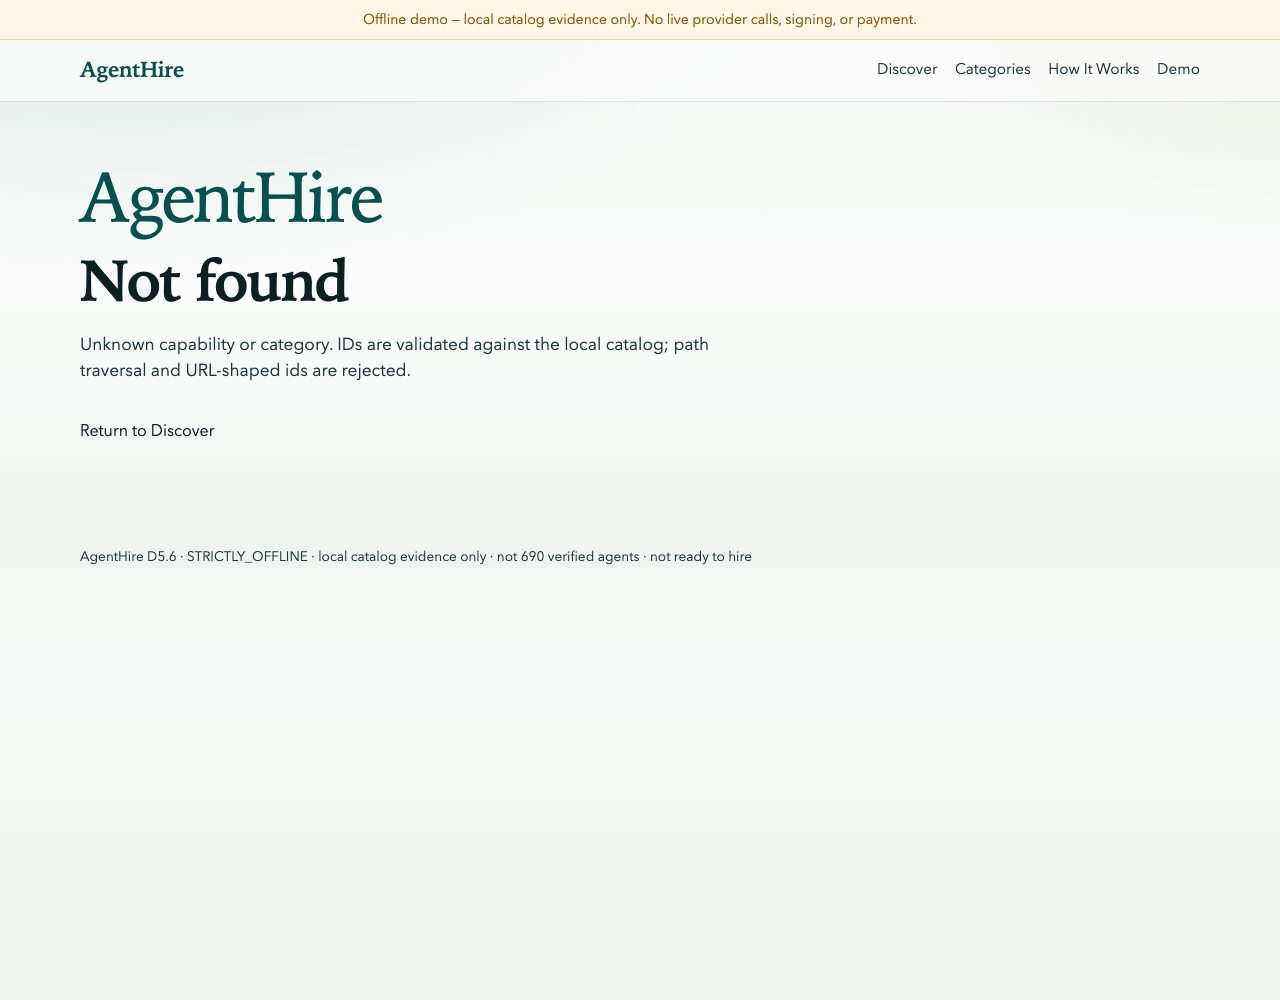 Offline demo — local catalog evidence only. No live provider calls, signing, or payment.
AgentHire
Discover
Categories
How It Works
Demo
AgentHire
Not found
Unknown capability or category. IDs are validated against the local catalog; path
traversal and URL-shaped ids are rejected.
Return to Discover
AgentHire D5.6 · STRICTLY_OFFLINE · local catalog evidence only · not 690 verified agents · not ready to hire